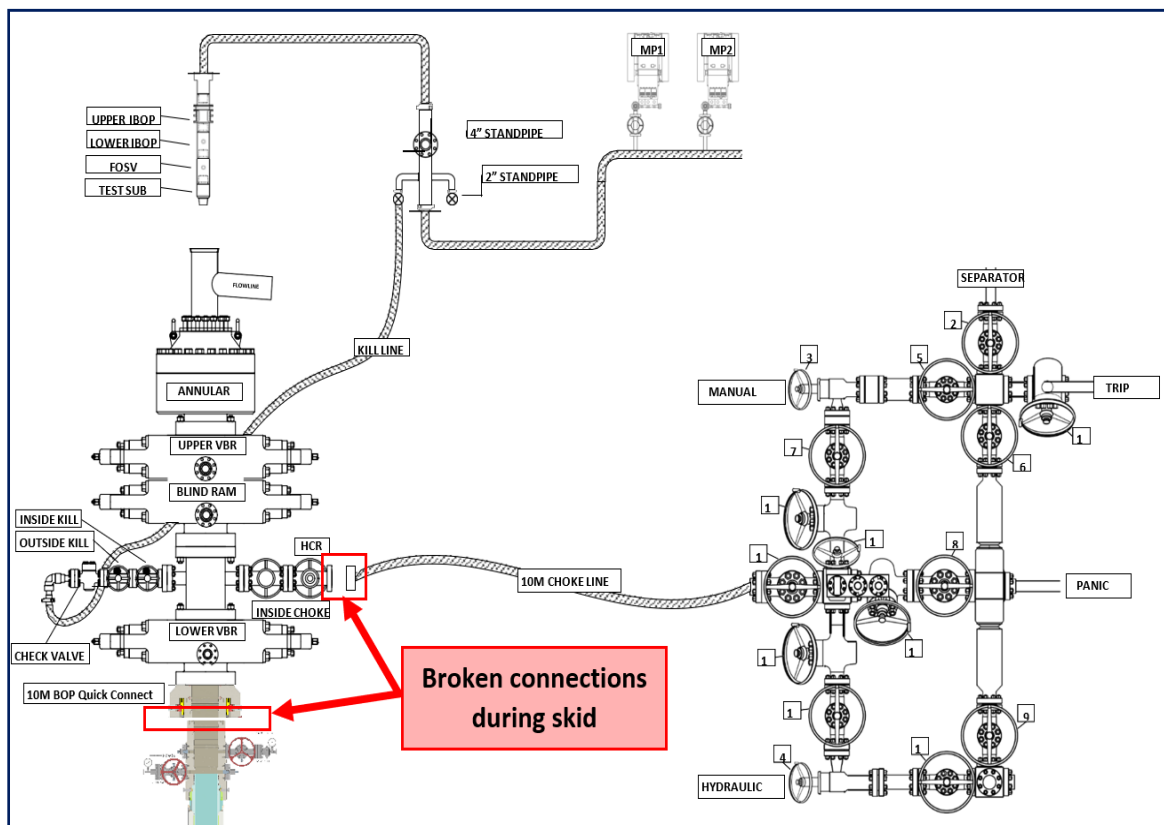 MP1
MP2
UPPER IBOP
LOWER IBOP
FOSV
TEST SUB
4” STANDPIPE
2” STANDPIPE
FLOWLINE
KILL LINE
ANNULAR
UPPER VBR
BLIND RAM
INSIDE KILL
OUTSIDE KILL
HCR
INSIDE CHOKE
10M CHOKE LINE
LOWER VBR
CHECK VALVE
10M BOP Quick Connect
Broken connections
during skid
SEPARATOR
2
3
5
MANUAL
TRIP
1
7
6
1
1
1
8
PANIC
1
1
1
9
4
1
HYDRAULIC